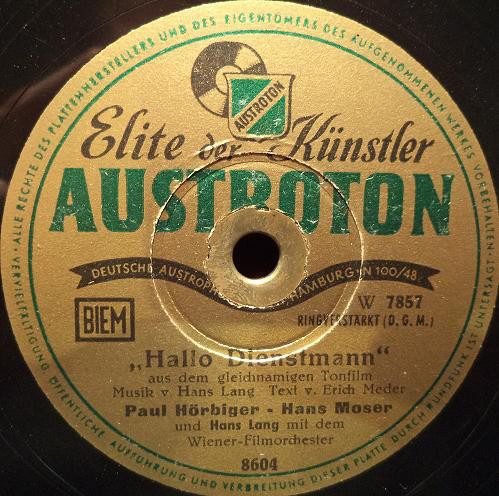 ALLE RECHTE DES PLATTENHERSTELLERS UND DES EIGENTÜMERS DES AUFGENOMMENEN WERKES VORBEHALTEN
AUSTROTON
Elite der Künstler
AUSTROTON
DEUTSCHE HAMBURG N 100/48
BIEM
W 7857
RINGVERSTÄRKT (D. G. M.)
„Hallo Dienstmann“
aus dem gleichnamigen Tonfilm
Musik v Hans Lang Text v. Erich Meder
Paul Hörbiger - Hans Moser
und Hans Lang mit dem
Wiener-Filmorchester
8604
VERVIELFÄLTIGUNG, ÖFFENTLICHE AUFFÜHRUNG UND VERBREITUNG DIESER PLATTE DURCH RUNDFUNK IST UNTERSAGT